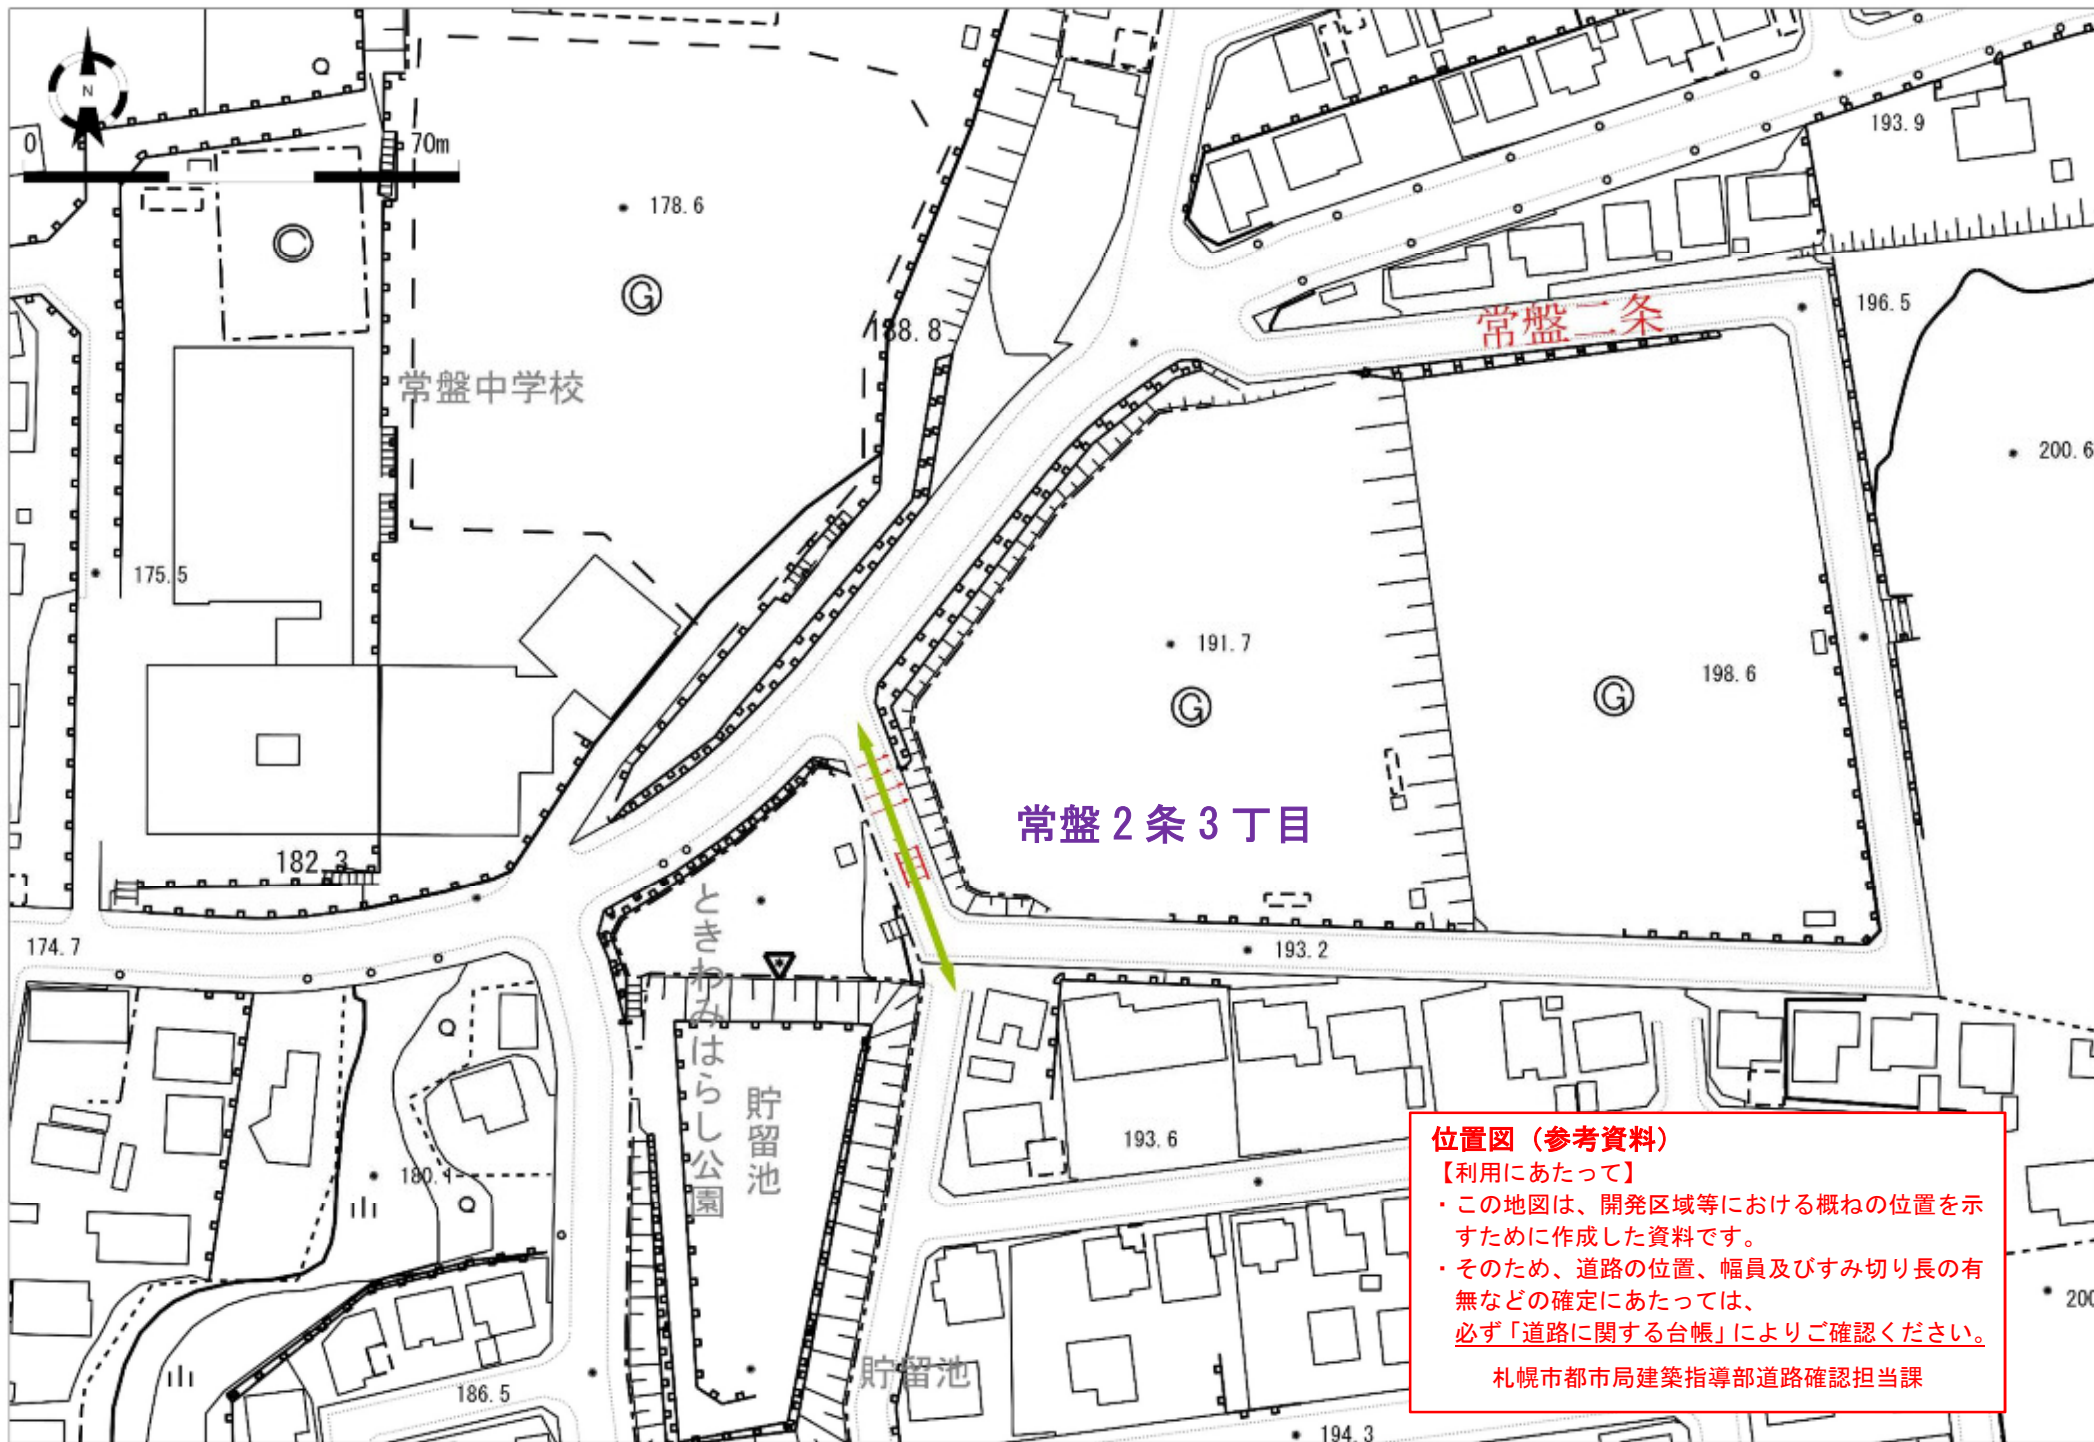 N
0
70m
193.9
178.6
G
188.8
常盤二条
196.5
常盤中学校
200.6
175.5
191.7
198.6
G
G
常盤２条３丁目
182.3
ときわみはらし公園
174.7
193.2
貯留池
193.6
180.1
位置図（参考資料）
【利用にあたって】
・この地図は、開発区域等における概ねの位置を示
すために作成した資料です。
・そのため、道路の位置、幅員及びすみ切り長の有
無などの確定にあたっては、
必ず「道路に関する台帳」によりご確認ください。
札幌市都市局建築指導部道路確認担当課
200
貯留池
186.5
194.3